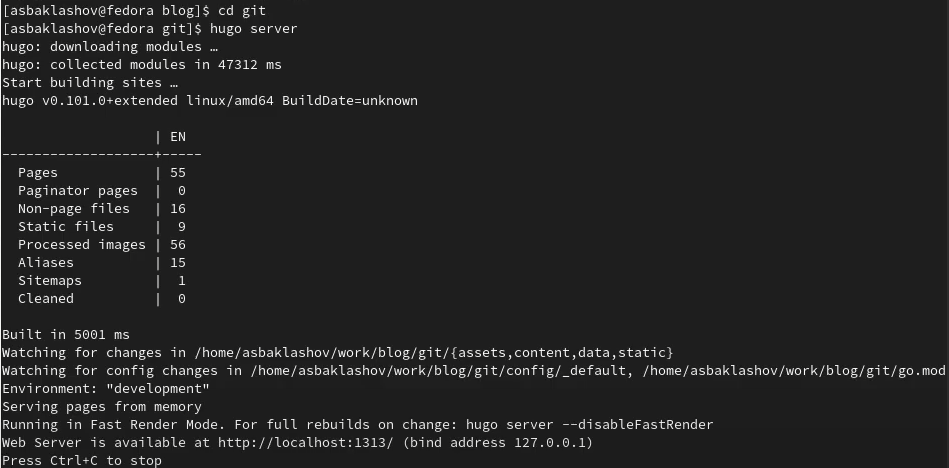 [asbaklashov@fedora blog]$ cd git
[asbaklashov@fedora git]$ hugo server
hugo: downloading modules …
hugo: collected modules in 47312 ms
Start building sites …
hugo v0.101.0+extended linux/amd64 BuildDate=unknown
                   | EN
-------------------+-----
  Pages            | 55
  Paginator pages  |  0
  Non-page files   | 16
  Static files     |  9
  Processed images | 56
  Aliases          | 15
  Sitemaps         |  1
  Cleaned          |  0
Built in 5001 ms
Watching for changes in /home/asbaklashov/work/blog/git/{assets,content,data,static}
Watching for config changes in /home/asbaklashov/work/blog/git/config/_default, /home/asbaklashov/work/blog/git/go.mod
Environment: "development"
Serving pages from memory
Running in Fast Render Mode. For full rebuilds on change: hugo server --disableFastRender
Web Server is available at http://localhost:1313/ (bind address 127.0.0.1)
Press Ctrl+C to stop